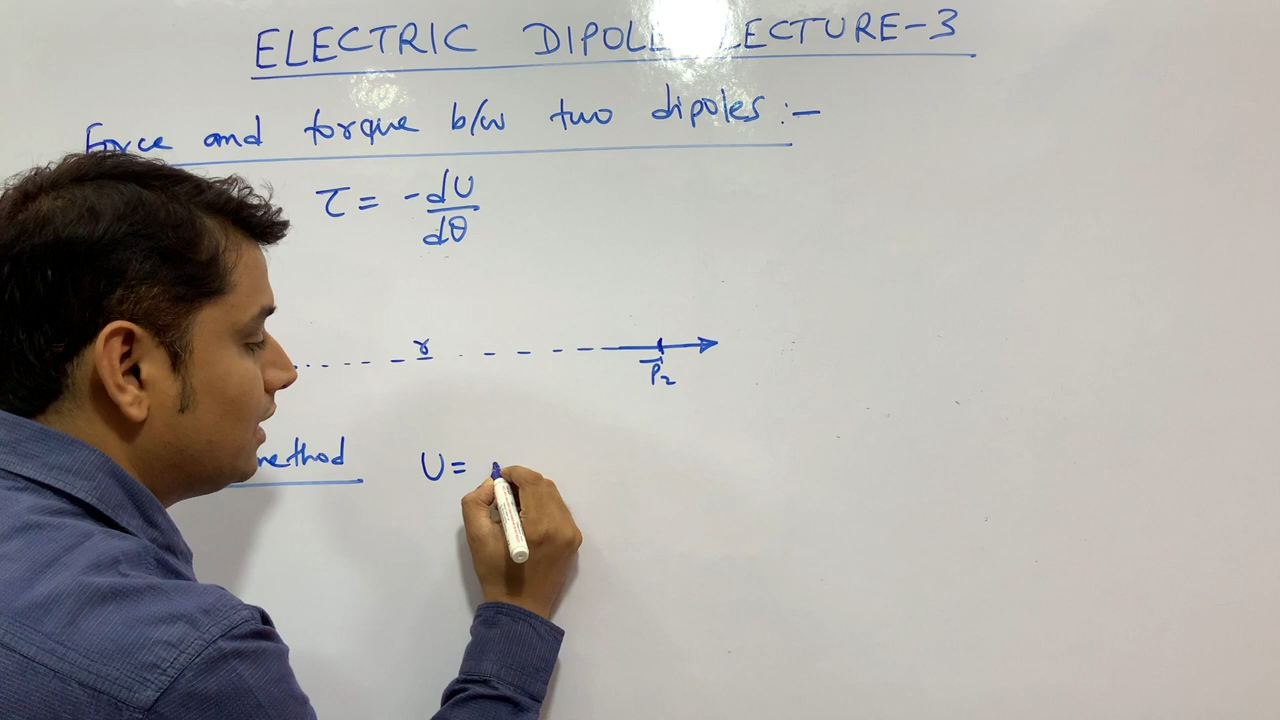 ELECTRIC DIPOLE LECTURE-3
Force and torque b/w two dipoles :-
τ = -dU/dθ
r
P₂
method U =